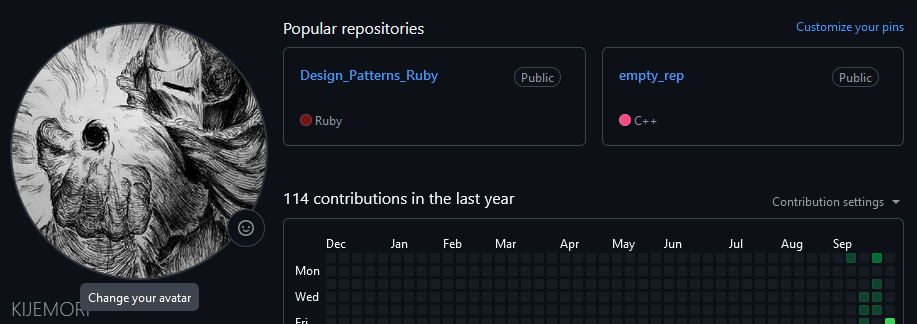 Popular repositories
Customize your pins
Design_Patterns_Ruby
Public
Ruby
empty_rep
Public
C++
114 contributions in the last year
Contribution settings
Dec Jan Feb Mar Apr May Jun Jul Aug Sep
Mon
Wed
Fri
Change your avatar
KIJEMORI